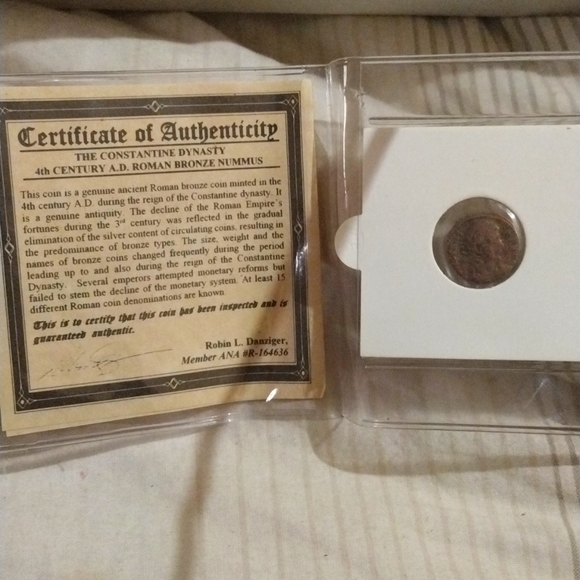 Certificate of Authenticity
THE CONSTANTINE DYNASTY
4th CENTURY A.D. ROMAN BRONZE NUMMUS
This coin is a genuine ancient Roman bronze coin minted in the
4th century A.D. during the reign of the Constantine dynasty. It
is a genuine antiquity. The decline of the Roman Empire's
fortunes during the 3rd century was reflected in the gradual
elimination of the silver content of circulating coins, resulting in
the predominance of bronze types. The size, weight and the
names of bronze coins changed frequently during the period
leading up to and also during the reign of the Constantine
Dynasty. Several emperors attempted monetary reforms but
failed to stem the decline of the monetary system. At least 15
different Roman coin denominations are known.
This is to certify that this coin has been inspected and is
guaranteed authentic.
Robin L. Danziger,
Member ANA #R-164636